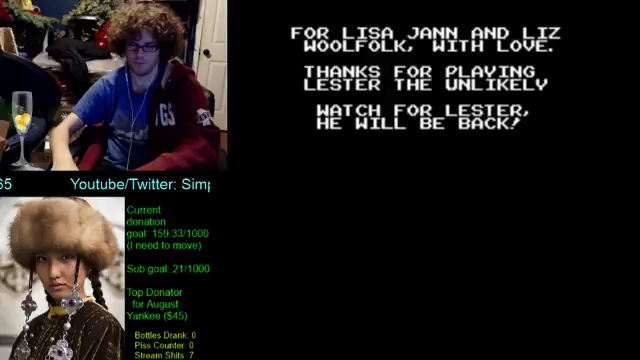 FOR LISA JANN AND LIZ
WOOLFOLK, WITH LOVE.
THANKS FOR PLAYING
LESTER THE UNLIKELY
WATCH FOR LESTER,
HE WILL BE BACK!
65 Youtube/Twitter: Simp
Current
donation
goal: 159.33/1000
(I need to move)
Sub goal: 21/1000
Top Donator
for August
Yankee ($45)
Bottles Drank: 0
Piss Counter 0
Stream Shits 7